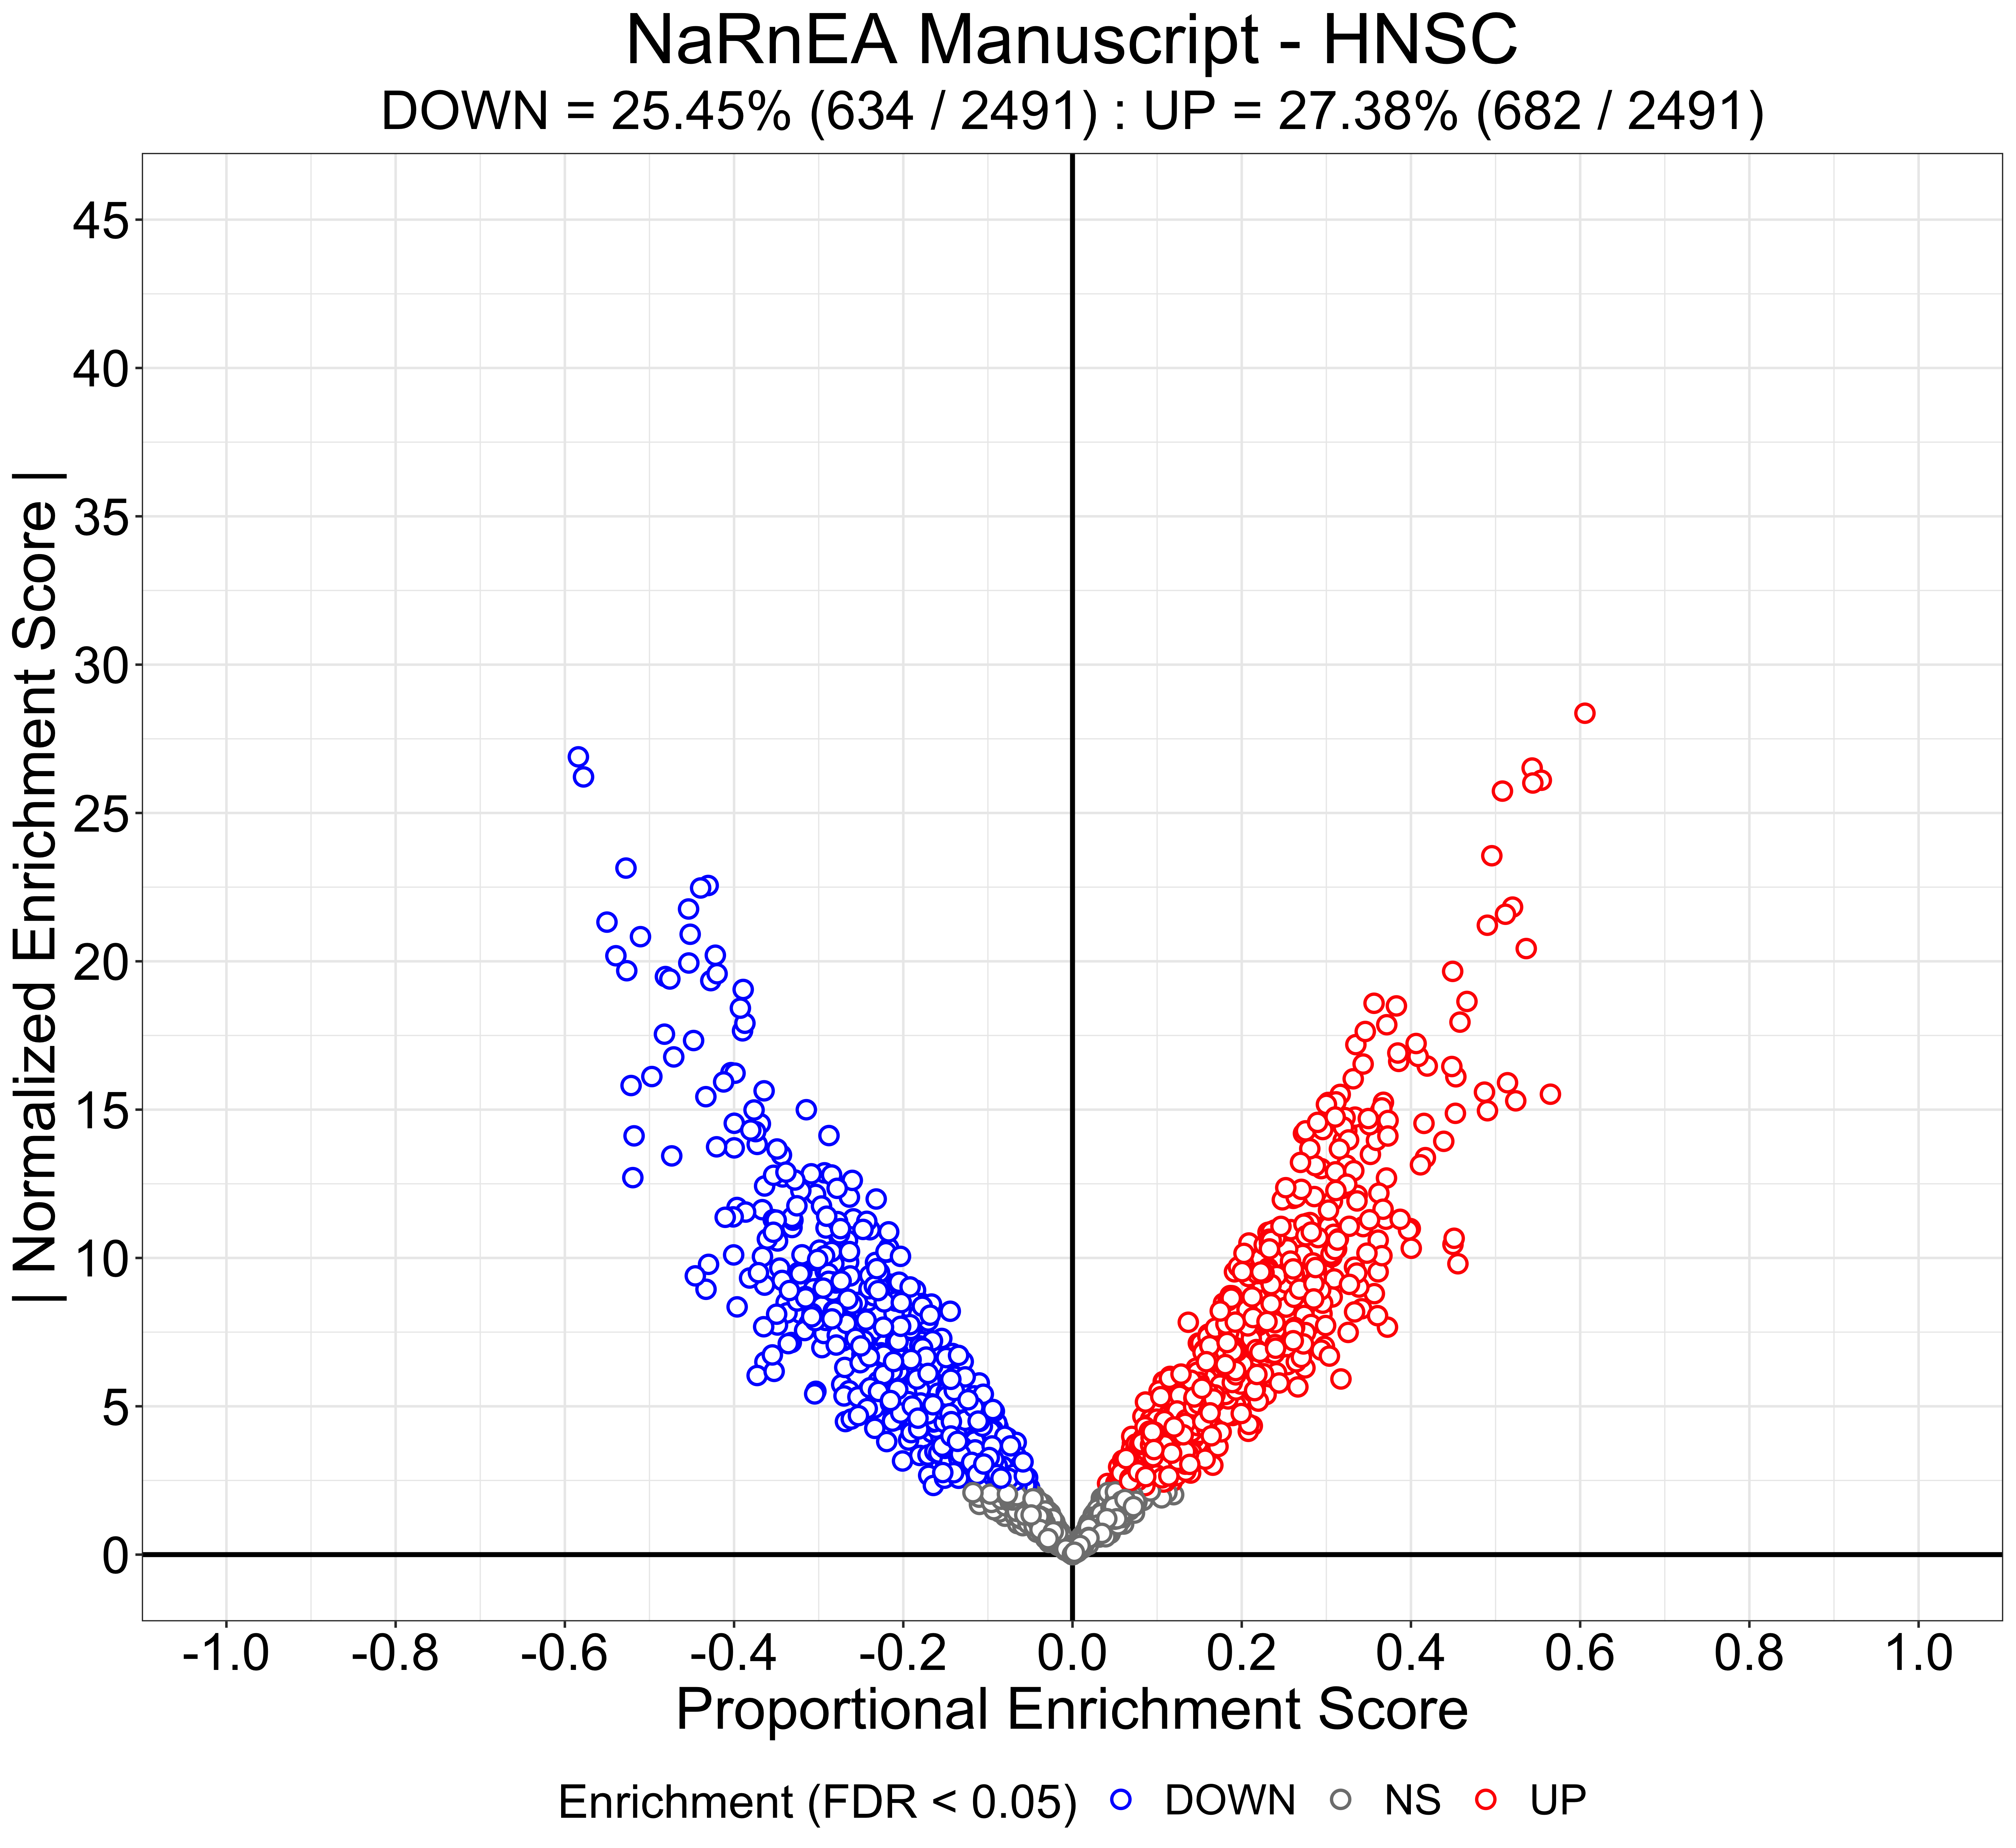 NaRnEA Manuscript - HNSC
DOWN = 25.45% (634 / 2491) : UP = 27.38% (682 / 2491)
| Normalized Enrichment Score |
45
40
35
30
25
20
15
10
5
0
-1.0 -0.8 -0.6 -0.4 -0.2 0.0 0.2 0.4 0.6 0.8 1.0
Proportional Enrichment Score
Enrichment (FDR < 0.05) DOWN NS UP